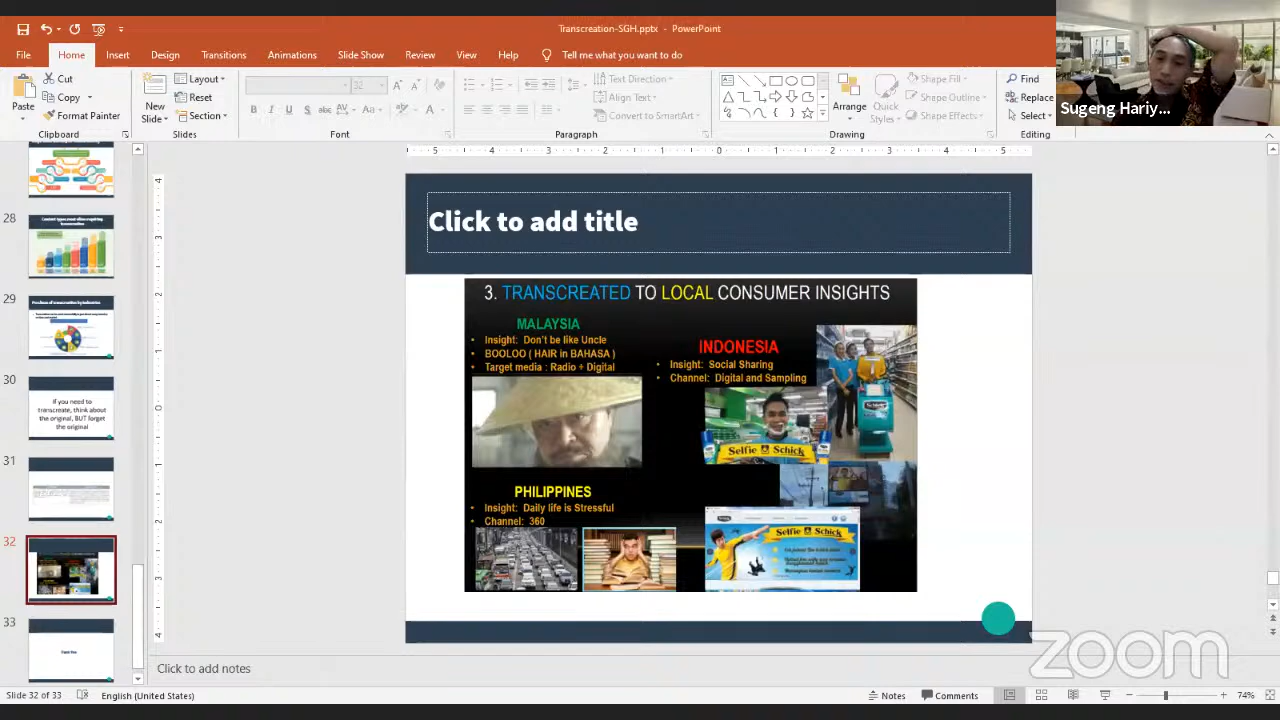 Transcreation-SGH.pptx - PowerPoint
File Home Insert Design Transitions Animations Slide Show Review View Help Tell me what you want to do
Cut
Copy
Format Painter
Paste
Clipboard
New
Slide
Layout
Reset
Section
Slides
32
Font
Text Direction
Align Text
Convert to SmartArt
Paragraph
Arrange
Quick
Styles
Shape Fill
Shape Outline
Shape Effects
Drawing
Find
Replace
Select
Editing
Sugeng Hariy...
28
29
30
If you need to
transcreate, think about
the original, BUT forget
the original
31
32
33
Click to add title
3. TRANSCREATED TO LOCAL CONSUMER INSIGHTS
MALAYSIA
• Insight: Don't be like Uncle
• BOOLOO ( HAIR in BAHASA )
• Target media : Radio + Digital
INDONESIA
• Insight: Social Sharing
• Channel: Digital and Sampling
Selfie Schick
PHILIPPINES
• Insight: Daily life is Stressful
• Channel: 360
Selfie Schick
Click to add notes
zoom
Slide 32 of 33 English (United States) Notes Comments 74%